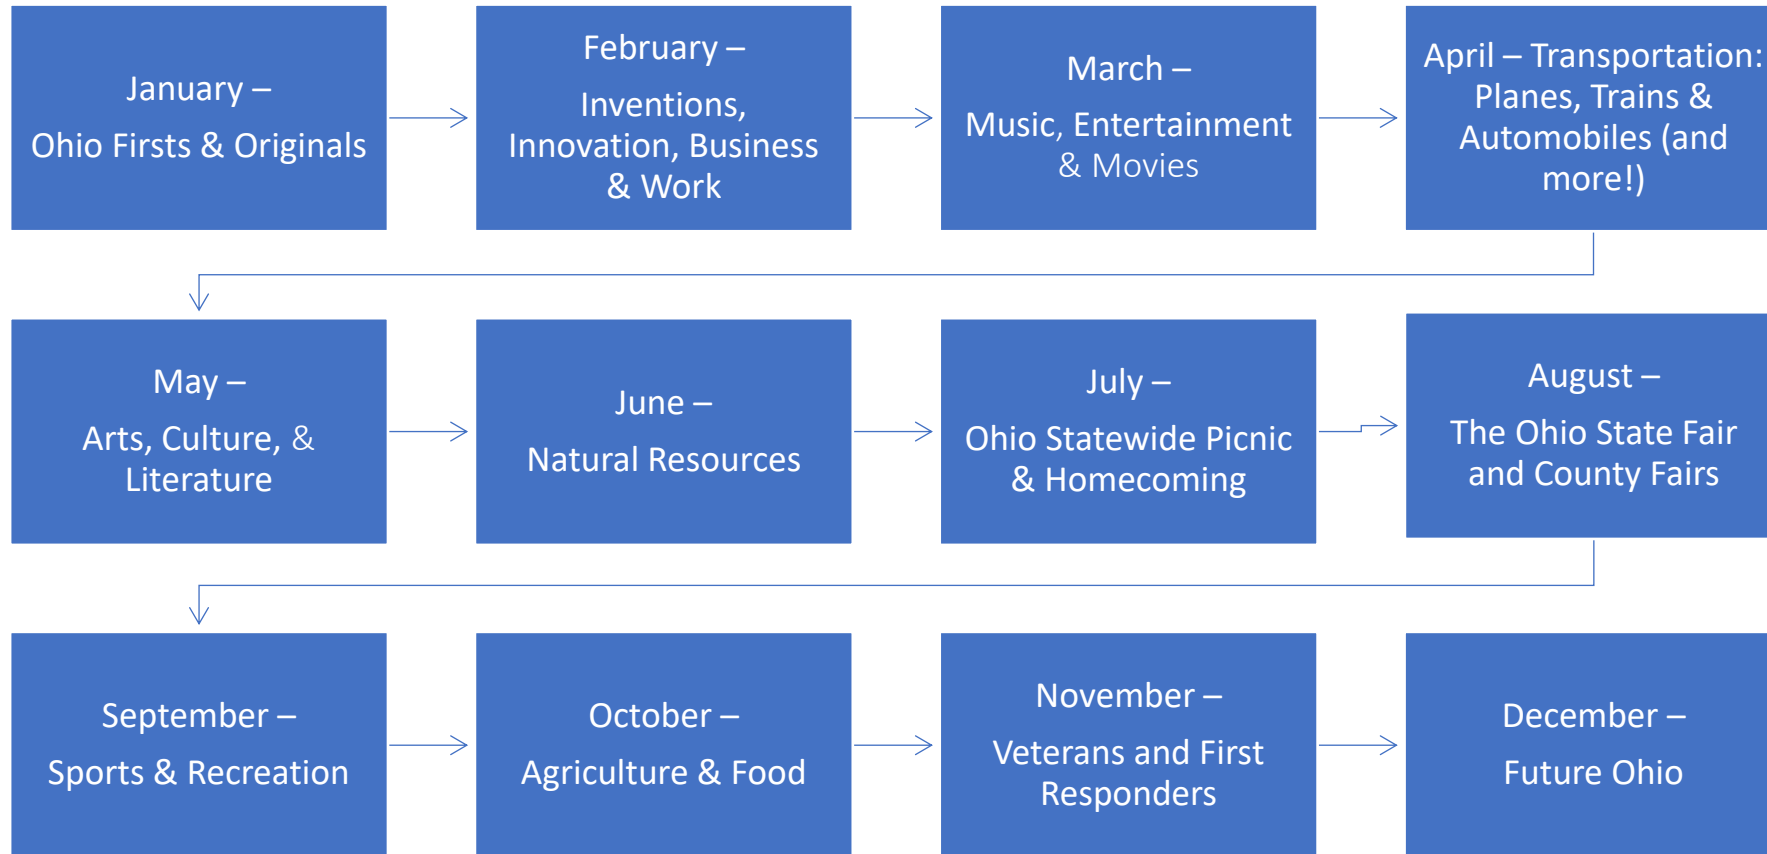 January –
Ohio Firsts & Originals
February –
Inventions,
Innovation, Business
& Work
March –
Music, Entertainment
& Movies
April – Transportation:
Planes, Trains &
Automobiles (and
more!)
May –
Arts, Culture, &
Literature
June –
Natural Resources
July –
Ohio Statewide Picnic
& Homecoming
August –
The Ohio State Fair
and County Fairs
September –
Sports & Recreation
October –
Agriculture & Food
November –
Veterans and First
Responders
December –
Future Ohio